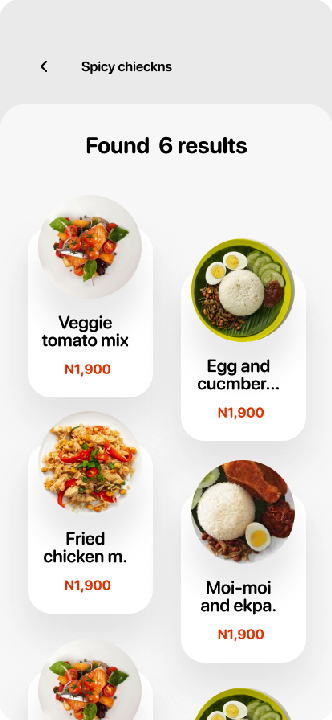 Spicy chieckns
Found 6 results
Veggie
tomato mix
N1,900
Egg and
cucmber...
N1,900
Fried
chicken m.
N1,900
Moi-moi
and ekpa.
N1,900